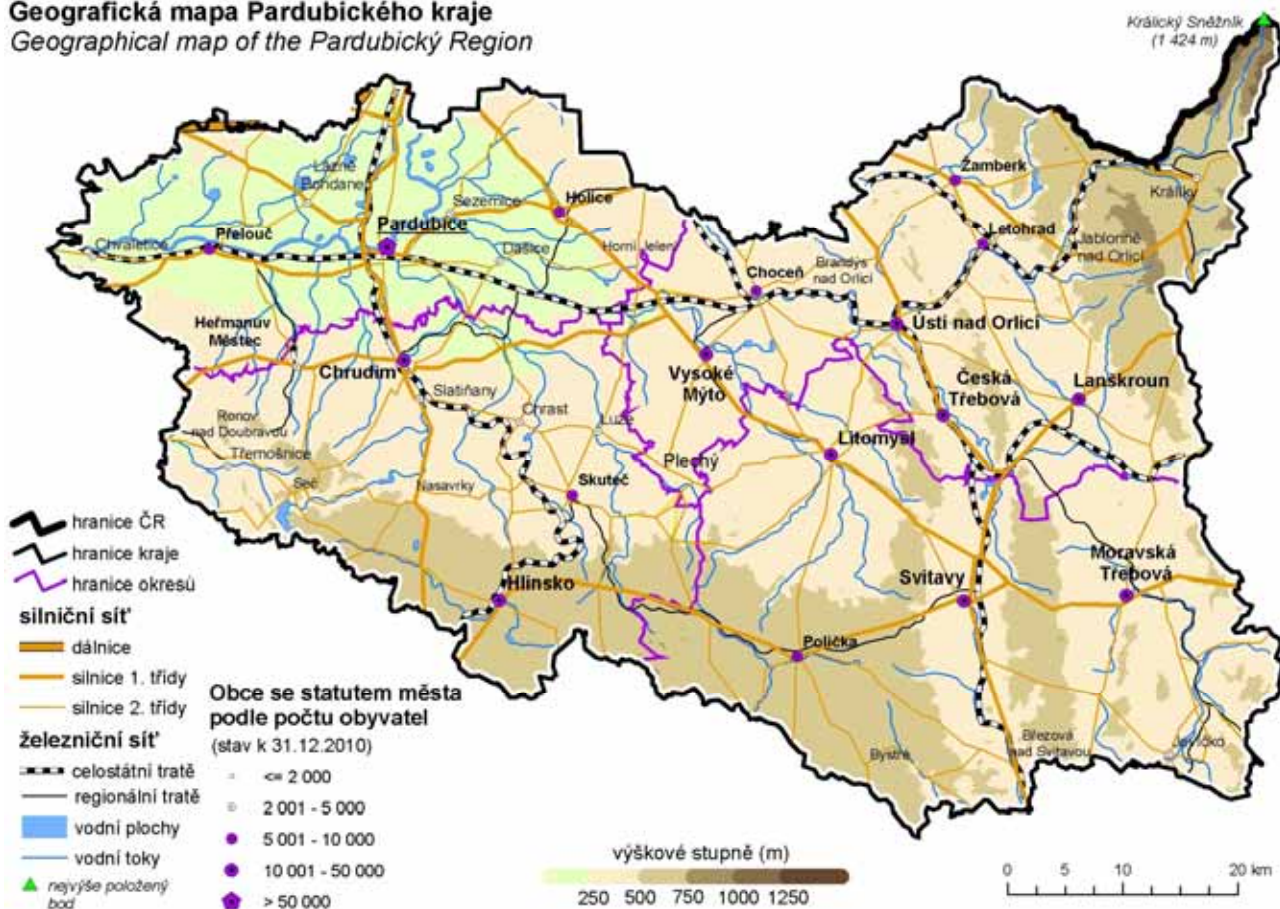 Geografická mapa Pardubického kraje
Geographical map of the Pardubický Region
Králický Sněžník
(1 424 m)
Žamberk
Králíky
Lázně
Bohdaneč
Holice
Sezemice
Pardubice
Přelouč
Chvaletice
Dašice
Horní Jelení
Letohrad
Jablonné
nad Orlicí
Choceň
Brandýs
nad Orlicí
Ústí nad Orlicí
Heřmanův
Městec
Chrudim
Vysoké
Mýto
Česká
Třebová
Lanškroun
Slatiňany
Chrast
Luže
Ronov
nad Doubravou
Třemošnice
Litomyšl
Plechý
Seč
Nasavrky
Skuteč
Hlinsko
Svitavy
Moravská
Třebová
Polička
Bystré
Březová
nad Svitavou
Jevíčko
hranice ČR
hranice kraje
hranice okresů
silniční síť
dálnice
silnice 1. třídy
silnice 2. třídy
železniční síť
celostátní tratě
regionální tratě
vodní plochy
vodní toky
nejvýše položený
bod
Obce se statutem města
podle počtu obyvatel
(stav k 31.12.2010)
<= 2 000
2 001 - 5 000
5 001 - 10 000
10 001 - 50 000
> 50 000
výškové stupně (m)
250 500 750 1000 1250
0 5 10 20 km